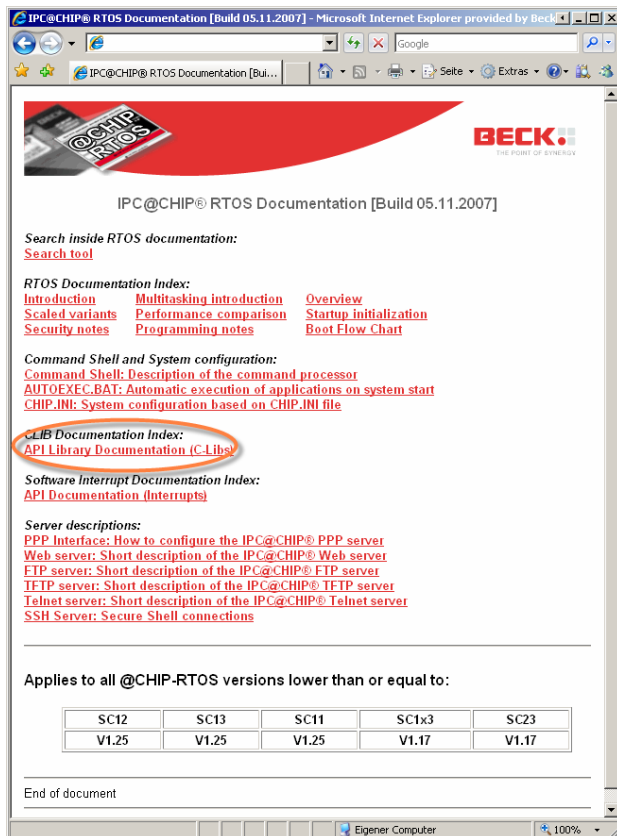 IPC@CHIP® RTOS Documentation [Build 05.11.2007] - Microsoft Internet Explorer provided by Beck
Google
IPC@CHIP® RTOS Documentation [Bui...
Seite
Extras
@CHIP
RTOS
BECK
THE POINT OF SYNERGY
IPC@CHIP® RTOS Documentation [Build 05.11.2007]
Search inside RTOS documentation:
Search tool
RTOS Documentation Index:
Introduction Multitasking introduction Overview
Scaled variants Performance comparison Startup initialization
Security notes Programming notes Boot Flow Chart
Command Shell and System configuration:
Command Shell: Description of the command processor
AUTOEXEC.BAT: Automatic execution of applications on system start
CHIP.INI: System configuration based on CHIP.INI file
CLIB Documentation Index:
API Library Documentation (C-Libs)
Software Interrupt Documentation Index:
API Documentation (Interrupts)
Server descriptions:
PPP Interface: How to configure the IPC@CHIP® PPP server
Web server: Short description of the IPC@CHIP® Web server
FTP server: Short description of the IPC@CHIP® FTP server
TFTP server: Short description of the IPC@CHIP® TFTP server
Telnet server: Short description of the IPC@CHIP® Telnet server
SSH Server: Secure Shell connections
Applies to all @CHIP-RTOS versions lower than or equal to:
SC12 SC13 SC11 SC1x3 SC23
V1.25 V1.25 V1.25 V1.17 V1.17
End of document
Eigener Computer 100%